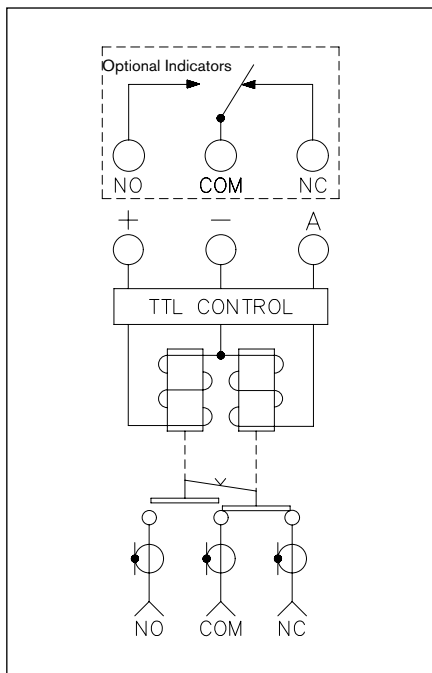 Optional Indicators
NO COM NC
+ − A
TTL CONTROL
NO COM NC